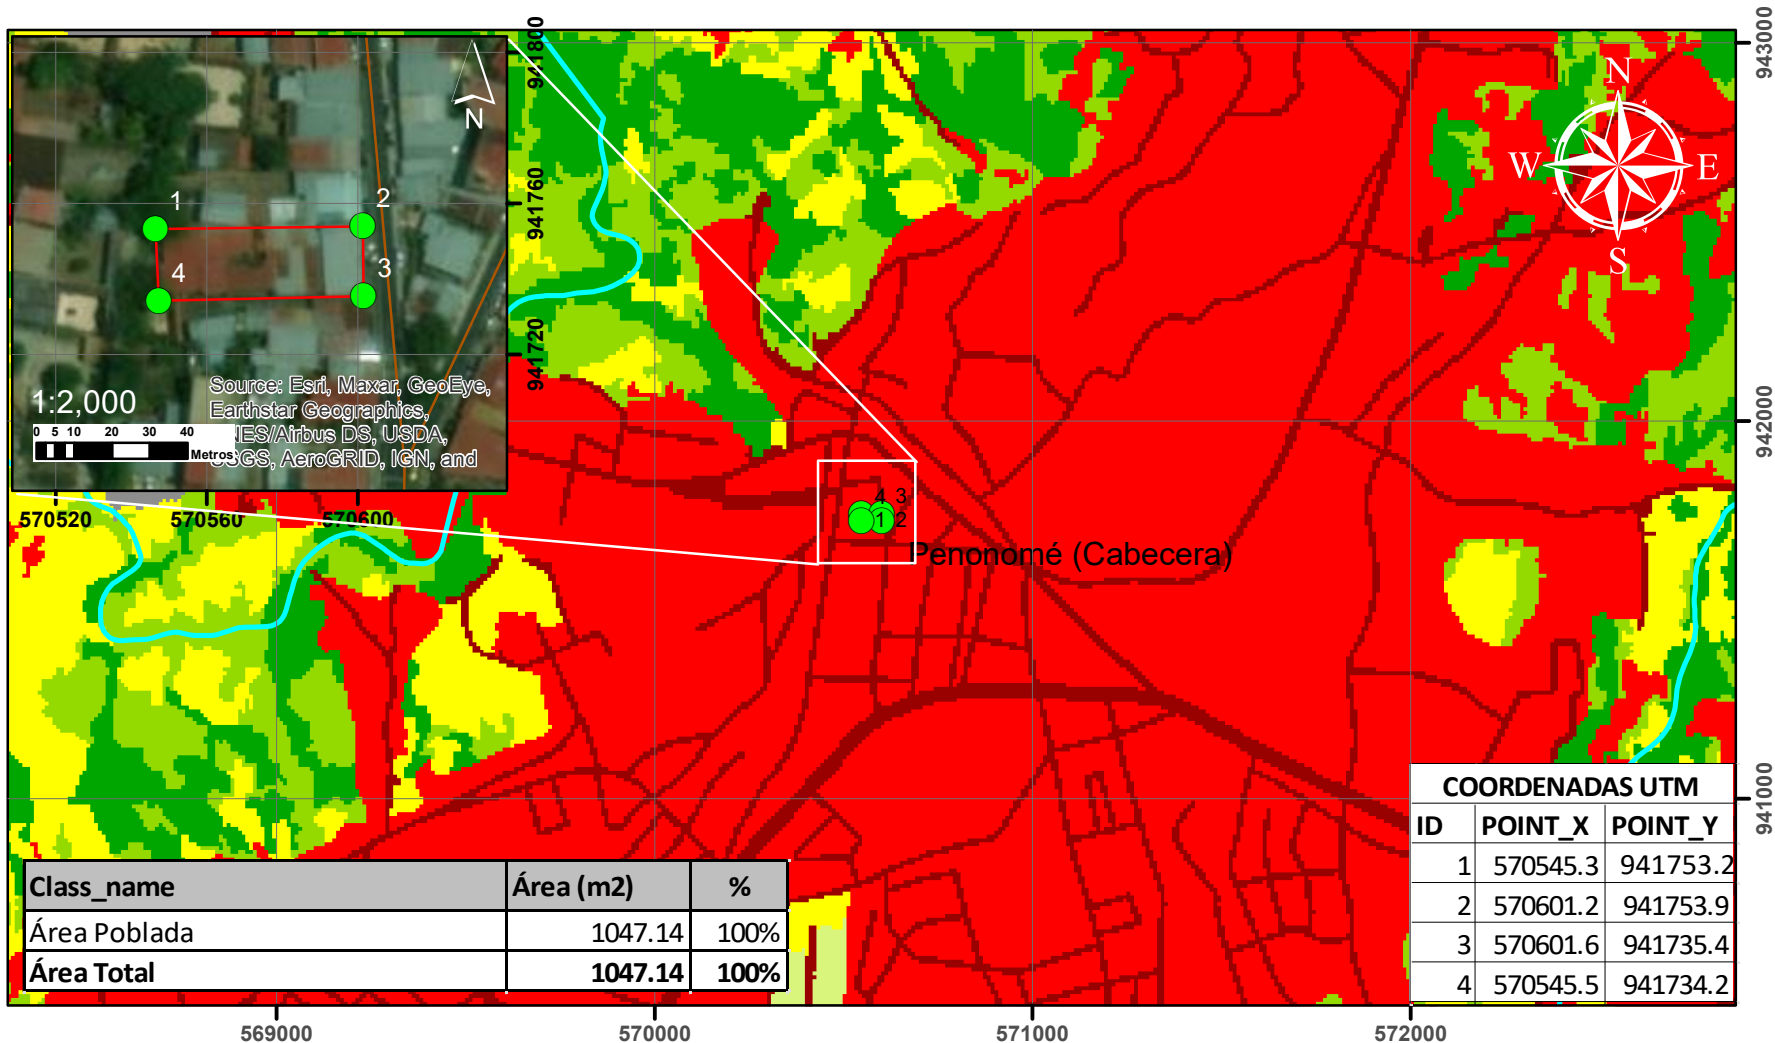 941800
941760
941720
N
1
2
3
4
1:2,000
0 5 10 20 30 40
Metros
Source: Esri, Maxar, GeoEye,
Earthstar Geographics,
NES/Airbus DS, USDA,
USGS, AeroGRID, IGN, and
570520
570560
570600
943000
942000
941000
N
W
E
S
4 3
1 2
Penonomé (Cabecera)
COORDENADAS UTM
ID POINT_X POINT_Y
1 570545.3 941753.2
2 570601.2 941753.9
3 570601.6 941735.4
4 570545.5 941734.2
Class_name Área (m2) %
Área Poblada 1047.14 100%
Área Total 1047.14 100%
569000
570000
571000
572000